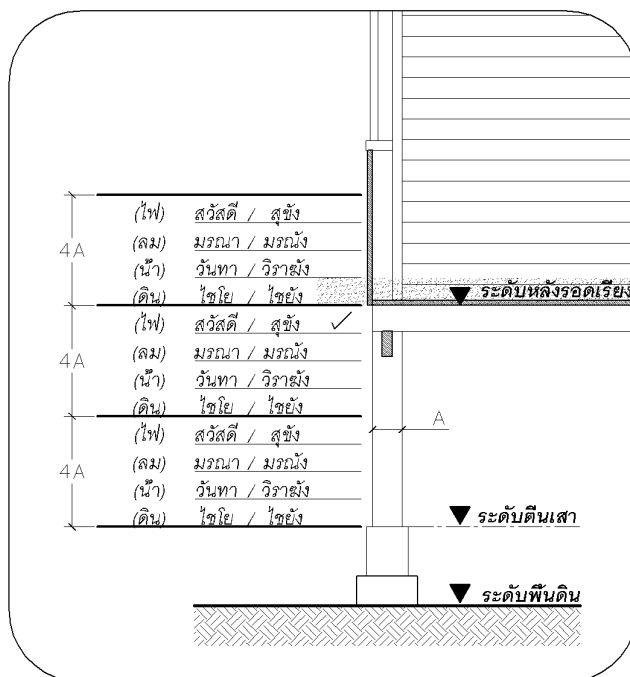 (ไฟ) สวัสดี / สุขัง
4A
(ลม) มรณา / มรณัง
(น้ำ) วันทา / วิราฆัง
(ดิน) ไชโย / ไชยัง
ระดับหลังรอดเรียง
(ไฟ) สวัสดี / สุขัง ✓
(ลม) มรณา / มรณัง
4A
(น้ำ) วันทา / วิราฆัง
(ดิน) ไชโย / ไชยัง
A
(ไฟ) สวัสดี / สุขัง
(ลม) มรณา / มรณัง
4A
(น้ำ) วันทา / วิราฆัง
(ดิน) ไชโย / ไชยัง
ระดับตีนเสา
ระดับพื้นดิน